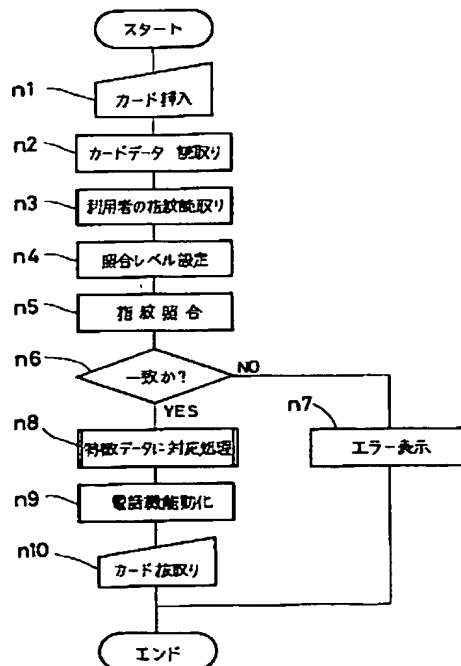 スタート
n1
カード挿入
n2
カードデータ 読取り
n3
利用者の指紋読取り
n4
照合レベル設定
n5
指紋照合
n6
一致か?
NO
YES
n7
エラー表示
n8
特徴データに対応処理
n9
電話機能動化
n10
カード抜取り
エンド